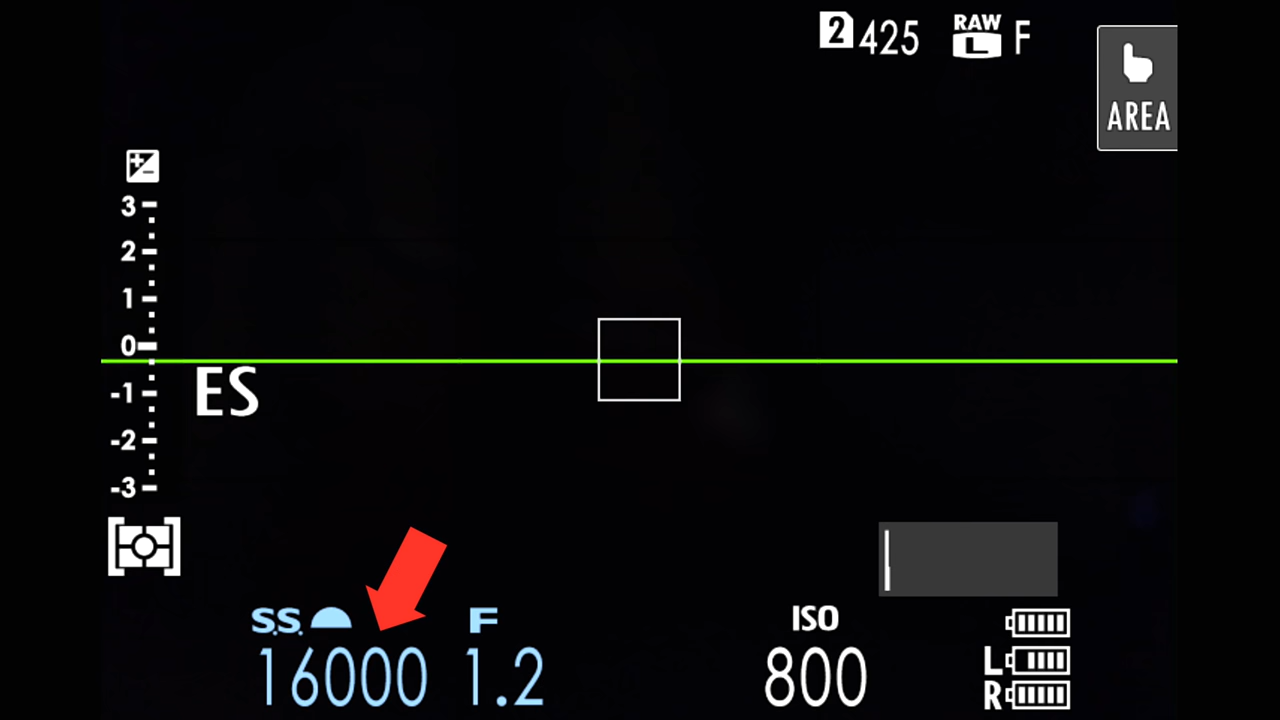 2 425 RAW L F
AREA
3
2
1
0
-1
ES
-2
-3
S.S. F ISO
16000 1.2 800
L
R